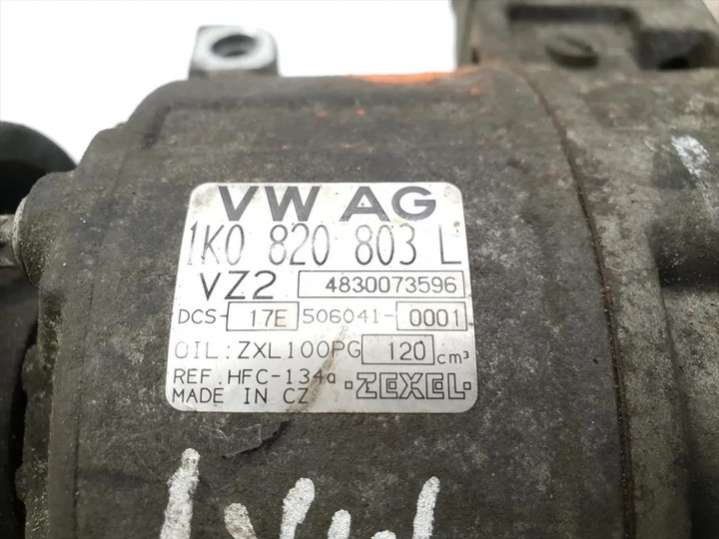 VW AG
1K0 820 803 L
VZ2 4830073596
DCS- 17E 506041- 0001
OIL: ZXL100PG 120 cm³
REF. HFC-134a ·ZEXEL·
MADE IN CZ